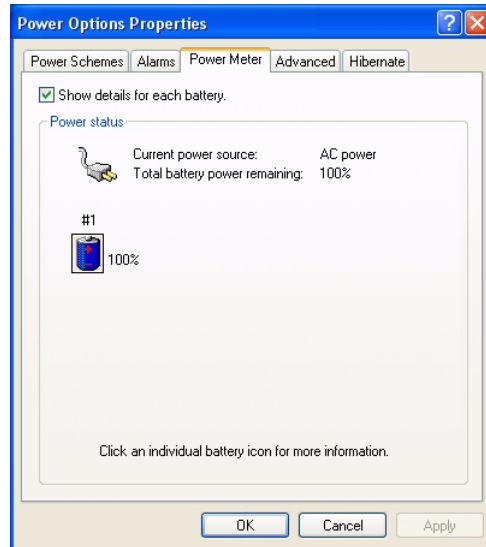 Power Options Properties
Power Schemes Alarms Power Meter Advanced Hibernate
Show details for each battery.
Power status
Current power source: AC power
Total battery power remaining: 100%
#1
100%
Click an individual battery icon for more information.
OK Cancel Apply